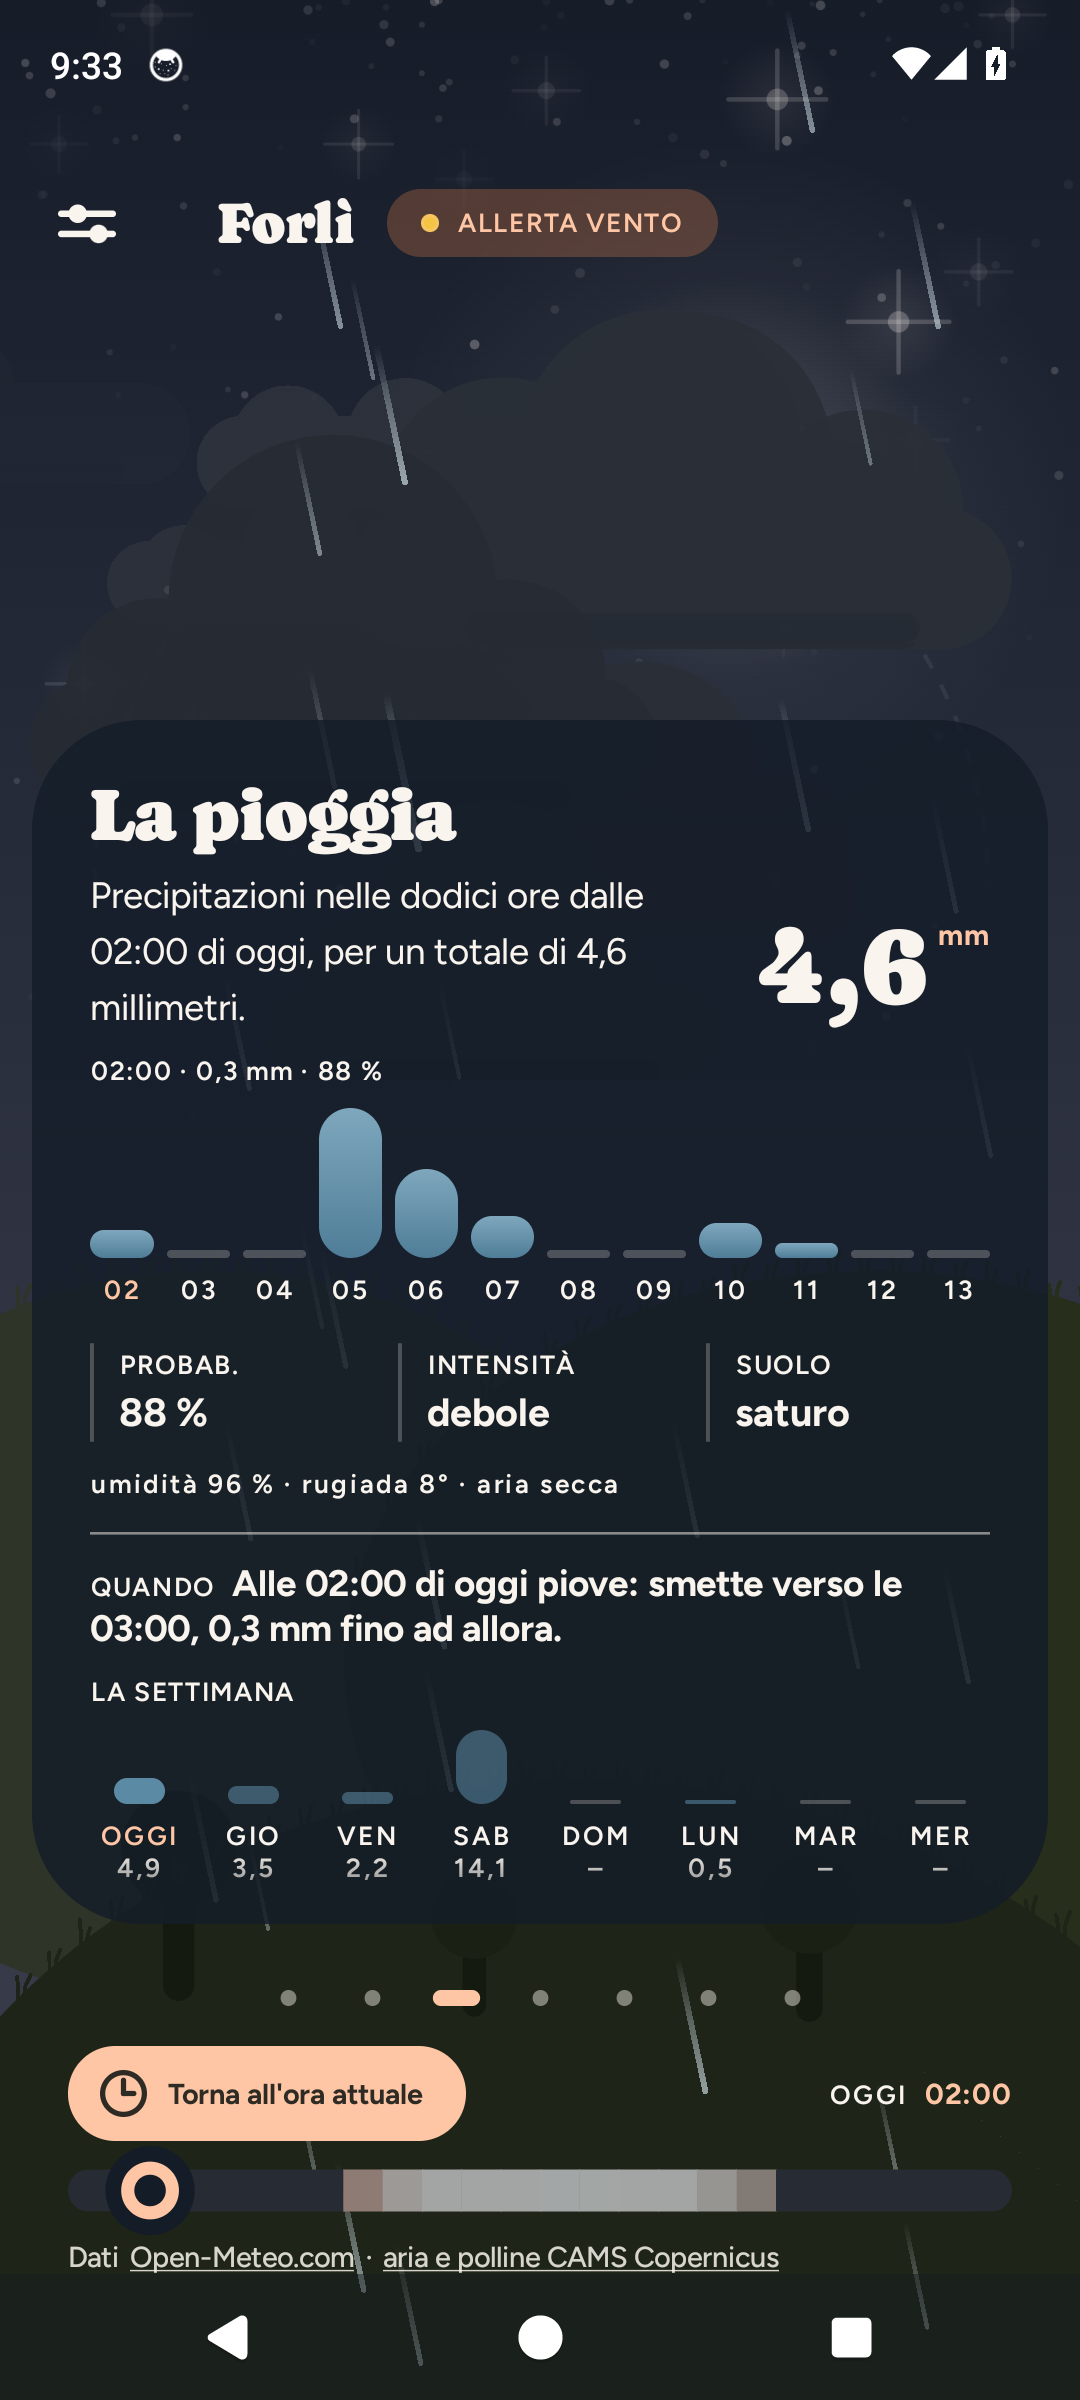 9:33
Forlì
ALLERTA VENTO
La pioggia
Precipitazioni nelle dodici ore dalle
02:00 di oggi, per un totale di 4,6
millimetri.
4,6 mm
02:00 · 0,3 mm · 88 %
02 03 04 05 06 07 08 09 10 11 12 13
PROBAB. INTENSITÀ SUOLO
88 % debole saturo
umidità 96 % · rugiada 8° · aria secca
QUANDO Alle 02:00 di oggi piove: smette verso le
03:00, 0,3 mm fino ad allora.
LA SETTIMANA
OGGI GIO VEN SAB DOM LUN MAR MER
4,9 3,5 2,2 14,1 – 0,5 – –
Torna all'ora attuale
OGGI 02:00
Dati Open-Meteo.com · aria e polline CAMS Copernicus